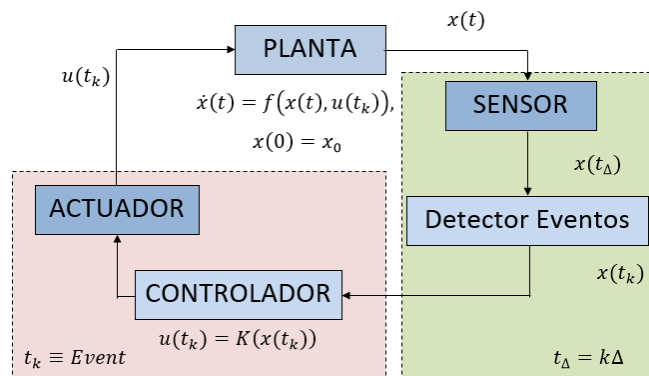 x(t)
PLANTA
u(t_k)
ẋ(t) = f(x(t), u(t_k)),
x(0) = x_0
SENSOR
x(t_Δ)
ACTUADOR
Detector Eventos
x(t_k)
CONTROLADOR
u(t_k) = K(x(t_k))
t_k ≡ Event
t_Δ = kΔ